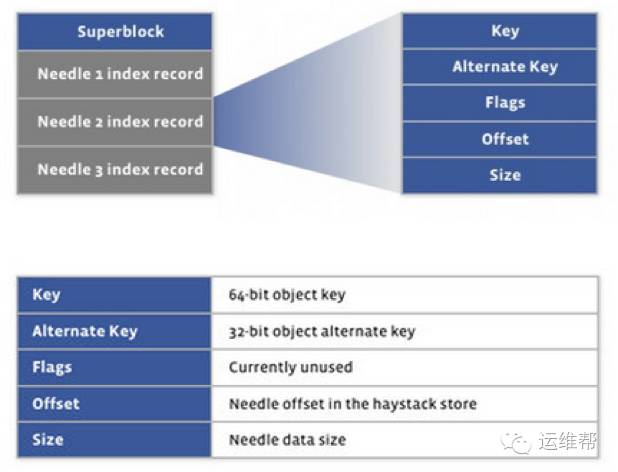 Superblock
Needle 1 index record
Needle 2 index record
Needle 3 index record
Key
Alternate Key
Flags
Offset
Size
Key 64-bit object key
Alternate Key 32-bit object alternate key
Flags Currently unused
Offset Needle offset in the haystack store
Size Needle data size
运维帮